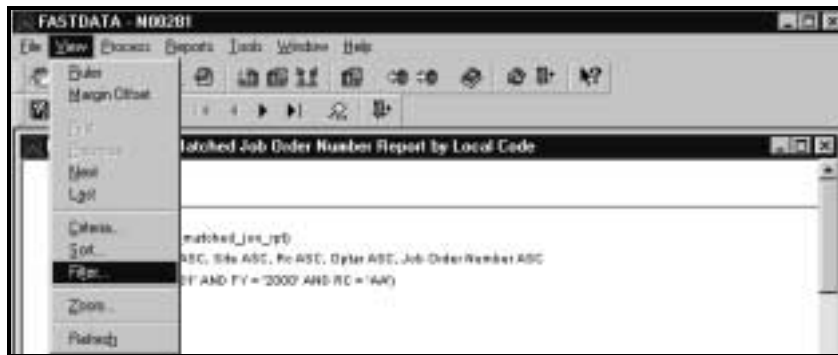 FASTDATA - N00281
File View Process Reports Tools Window Help
Ruler
Margin Offset
First
Previous
Next
Last
Criteria...
Sort...
Filter...
Zoom...
Refresh
Matched Job Order Number Report by Local Code
matched_jon_rpt)
ASC, Site ASC, Rc ASC, Optar ASC, Job Order Number ASC
AND FY = '2000' AND RC = 'AA')